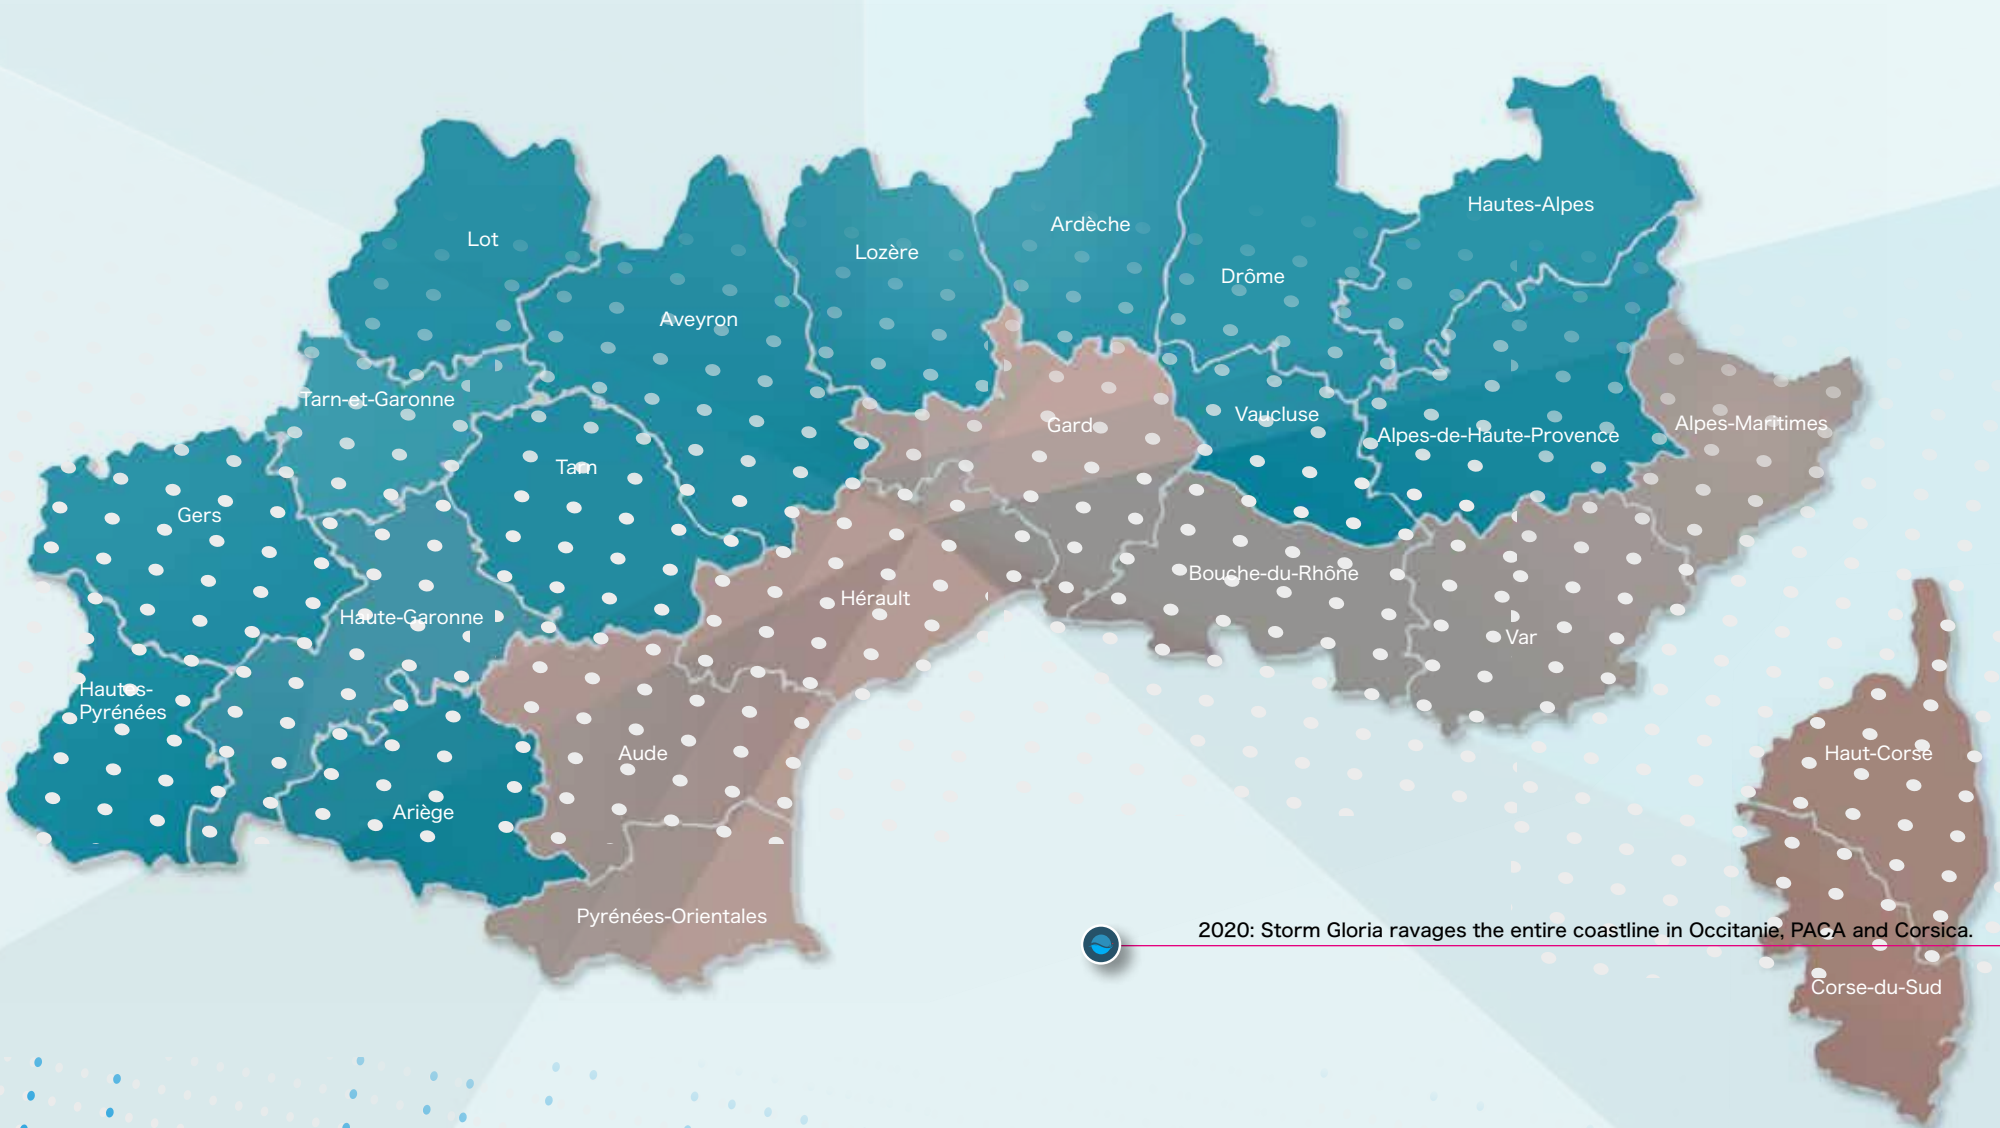 Lot
Ardèche
Hautes-Alpes
Lozère
Drôme
Aveyron
Tarn-et-Garonne
Gard
Vaucluse
Alpes-de-Haute-Provence
Alpes-Maritimes
Tarn
Gers
Haute-Garonne
Hérault
Bouche-du-Rhône
Var
Hautes-
Pyrénées
Aude
Haut-Corse
Ariège
Pyrénées-Orientales
2020: Storm Gloria ravages the entire coastline in Occitanie, PACA and Corsica.
Corse-du-Sud